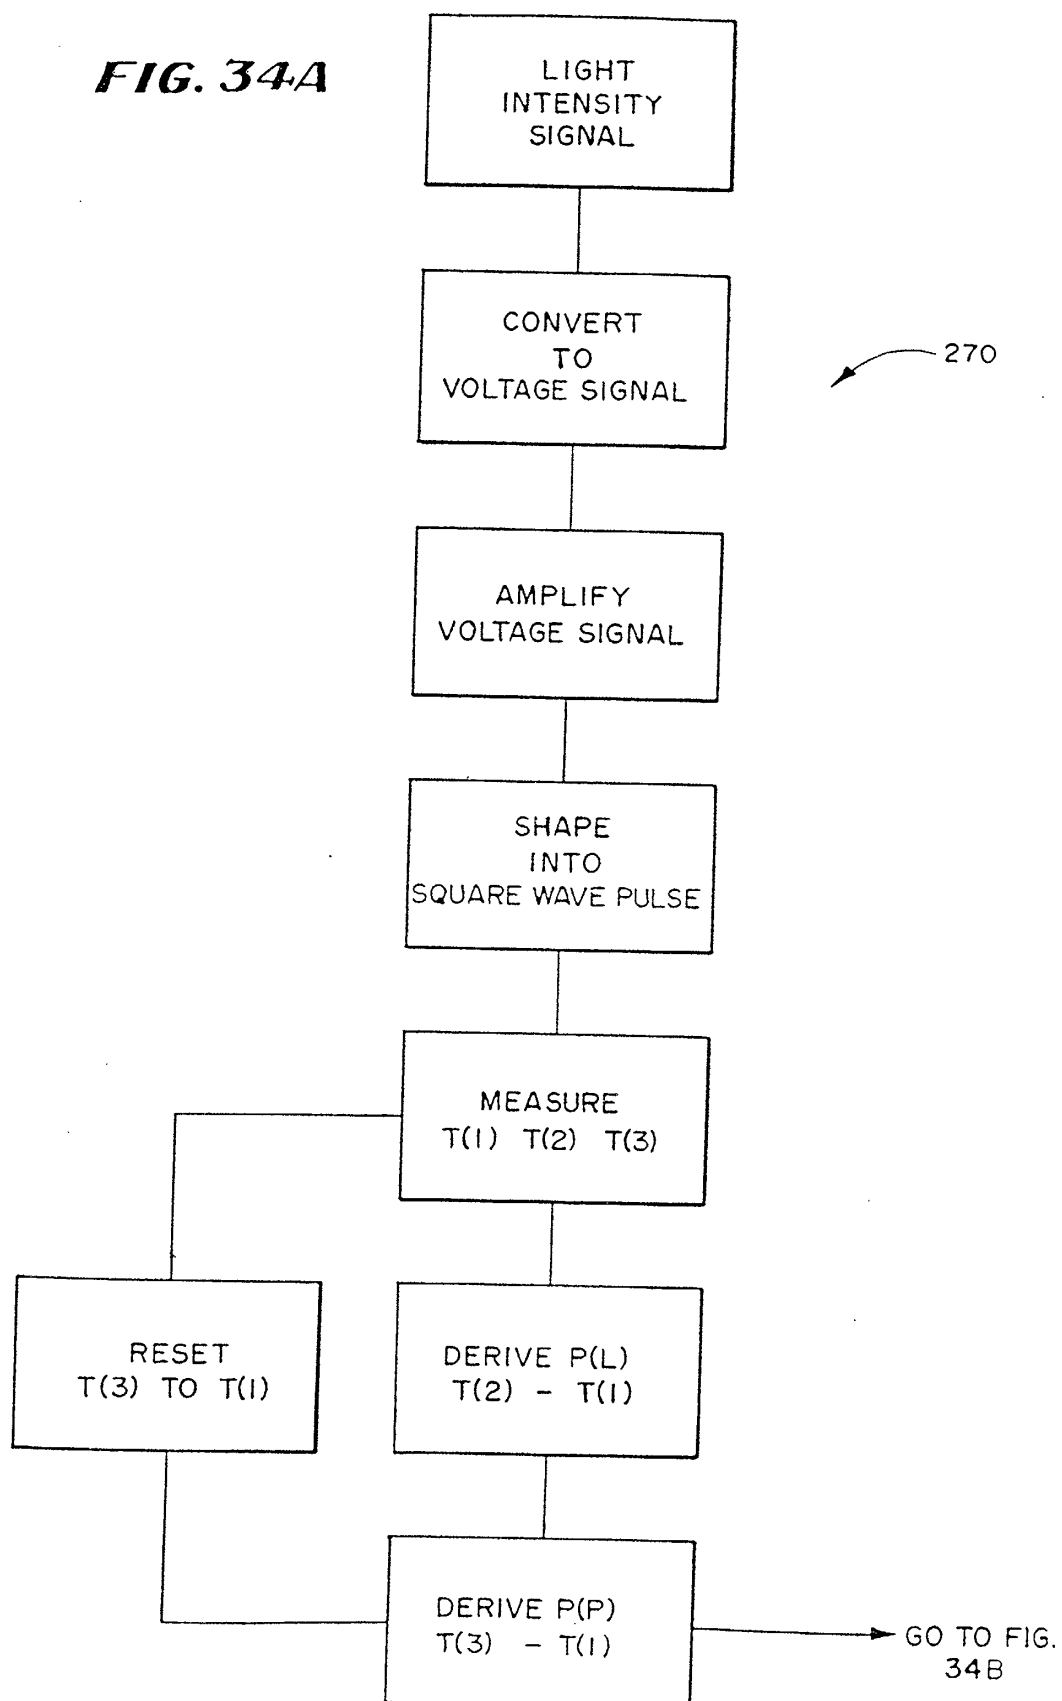 FIG. 34A
LIGHT
INTENSITY
SIGNAL
CONVERT
TO
VOLTAGE SIGNAL
270
AMPLIFY
VOLTAGE SIGNAL
SHAPE
INTO
SQUARE WAVE PULSE
MEASURE
T(1) T(2) T(3)
RESET
T(3) TO T(1)
DERIVE P(L)
T(2) - T(1)
DERIVE P(P)
T(3) - T(1)
GO TO FIG.
34B